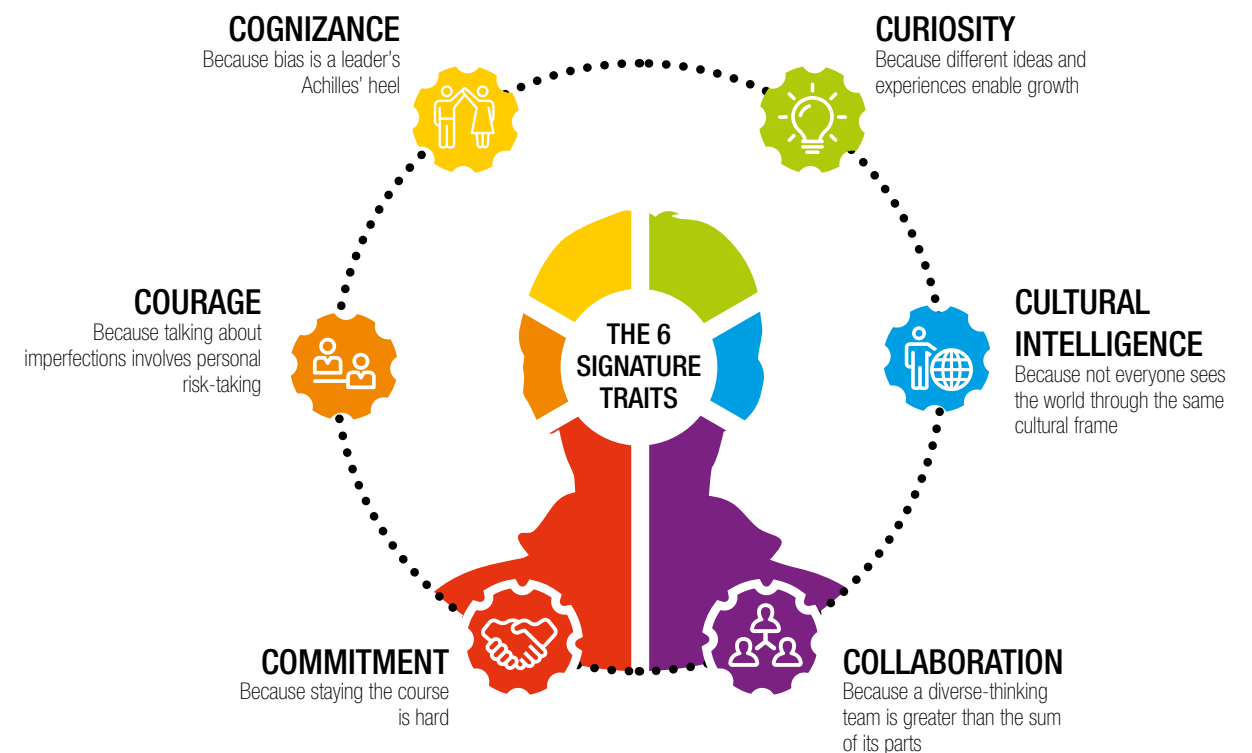 COGNIZANCE
Because bias is a leader’s
Achilles’ heel
CURIOSITY
Because different ideas and
experiences enable growth
COURAGE
Because talking about
imperfections involves personal
risk-taking
THE 6
SIGNATURE
TRAITS
CULTURAL
INTELLIGENCE
Because not everyone sees
the world through the same
cultural frame
COMMITMENT
Because staying the course
is hard
COLLABORATION
Because a diverse-thinking
team is greater than the sum
of its parts